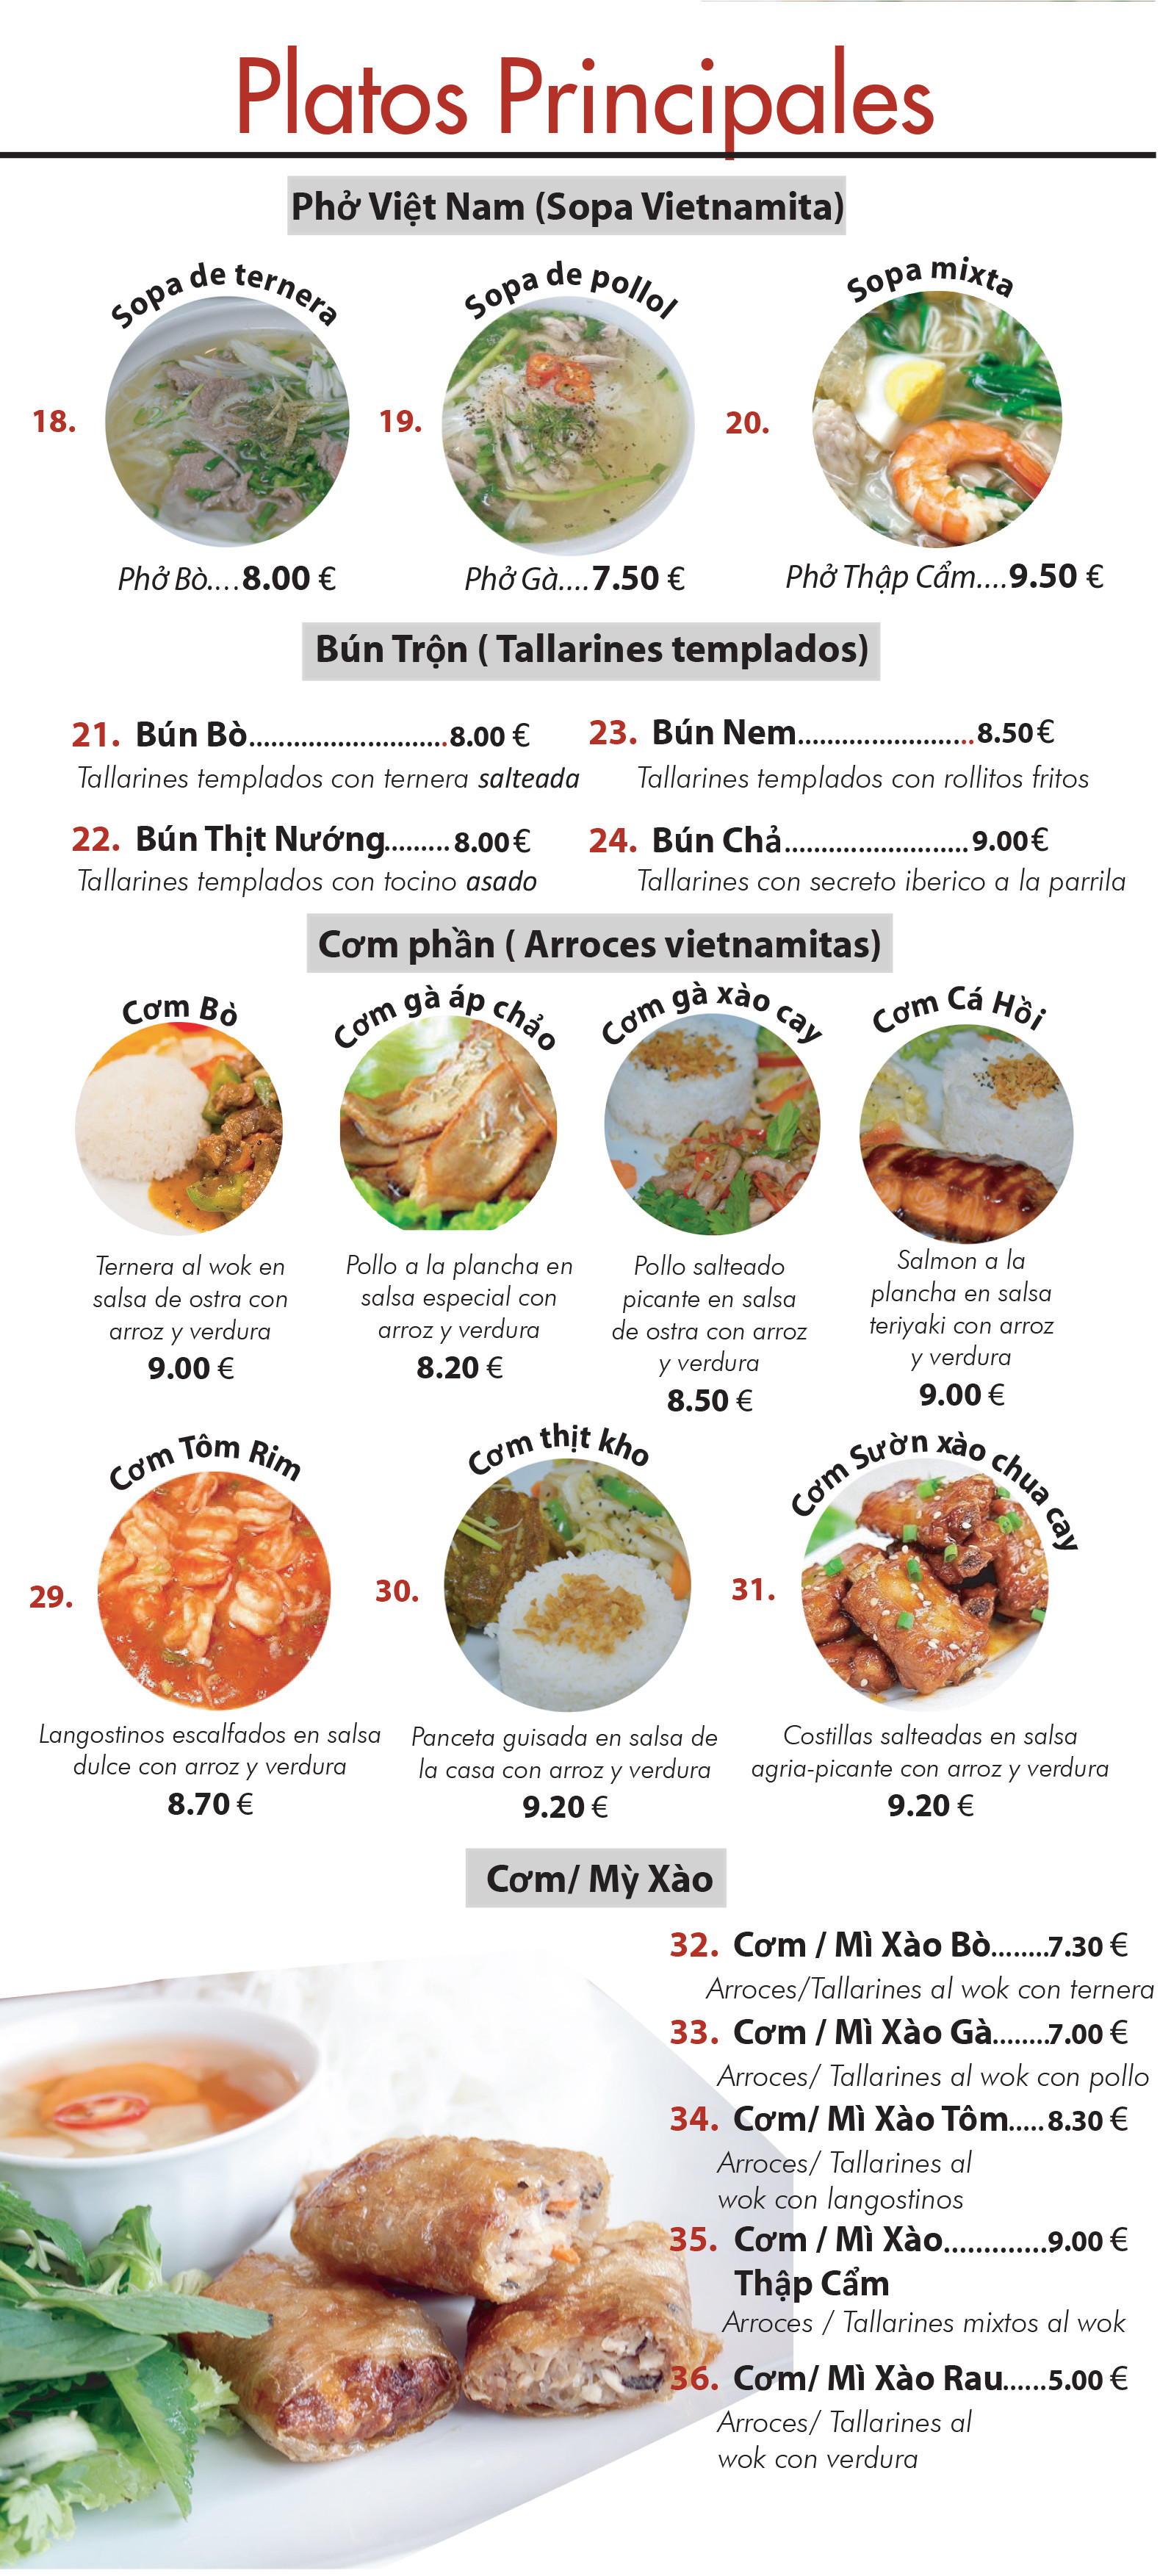 Platos Principales
Phở Việt Nam (Sopa Vietnamita)
Sopa de ternera
Sopa de pollol
Sopa mixta
18.
19.
20.
Phở Bò....8.00 €
Phở Gà....7.50 €
Phở Thập Cẩm....9.50 €
Bún Trộn ( Tallarines templados)
21. Bún Bò...........................8.00 €
Tallarines templados con ternera salteada
22. Bún Thịt Nướng.........8.00 €
Tallarines templados con tocino asado
23. Bún Nem........................8.50 €
Tallarines templados con rollitos fritos
24. Bún Chả.........................9.00 €
Tallarines con secreto iberico a la parrila
Cơm phần ( Arroces vietnamitas)
Cơm Bò
Ternera al wok en
salsa de ostra con
arroz y verdura
9.00 €
Cơm gà áp chảo
Pollo a la plancha en
salsa especial con
arroz y verdura
8.20 €
Cơm gà xào cay
Pollo salteado
picante en salsa
de ostra con arroz
y verdura
8.50 €
Cơm Cá Hồi
Salmon a la
plancha en salsa
teriyaki con arroz
y verdura
9.00 €
Cơm Tôm Rim
29.
Langostinos escalfados en salsa
dulce con arroz y verdura
8.70 €
Cơm thịt kho
30.
Panceta guisada en salsa de
la casa con arroz y verdura
9.20 €
Cơm Sườn xào chua cay
31.
Costillas salteadas en salsa
agria-picante con arroz y verdura
9.20 €
Cơm/ Mỳ Xào
32. Cơm / Mì Xào Bò........7.30 €
Arroces/Tallarines al wok con ternera
33. Cơm / Mì Xào Gà........7.00 €
Arroces/ Tallarines al wok con pollo
34. Cơm/ Mì Xào Tôm.....8.30 €
Arroces/ Tallarines al
wok con langostinos
35. Cơm / Mì Xào..............9.00 €
Thập Cẩm
Arroces / Tallarines mixtos al wok
36. Cơm/ Mì Xào Rau......5.00 €
Arroces/ Tallarines al
wok con verdura